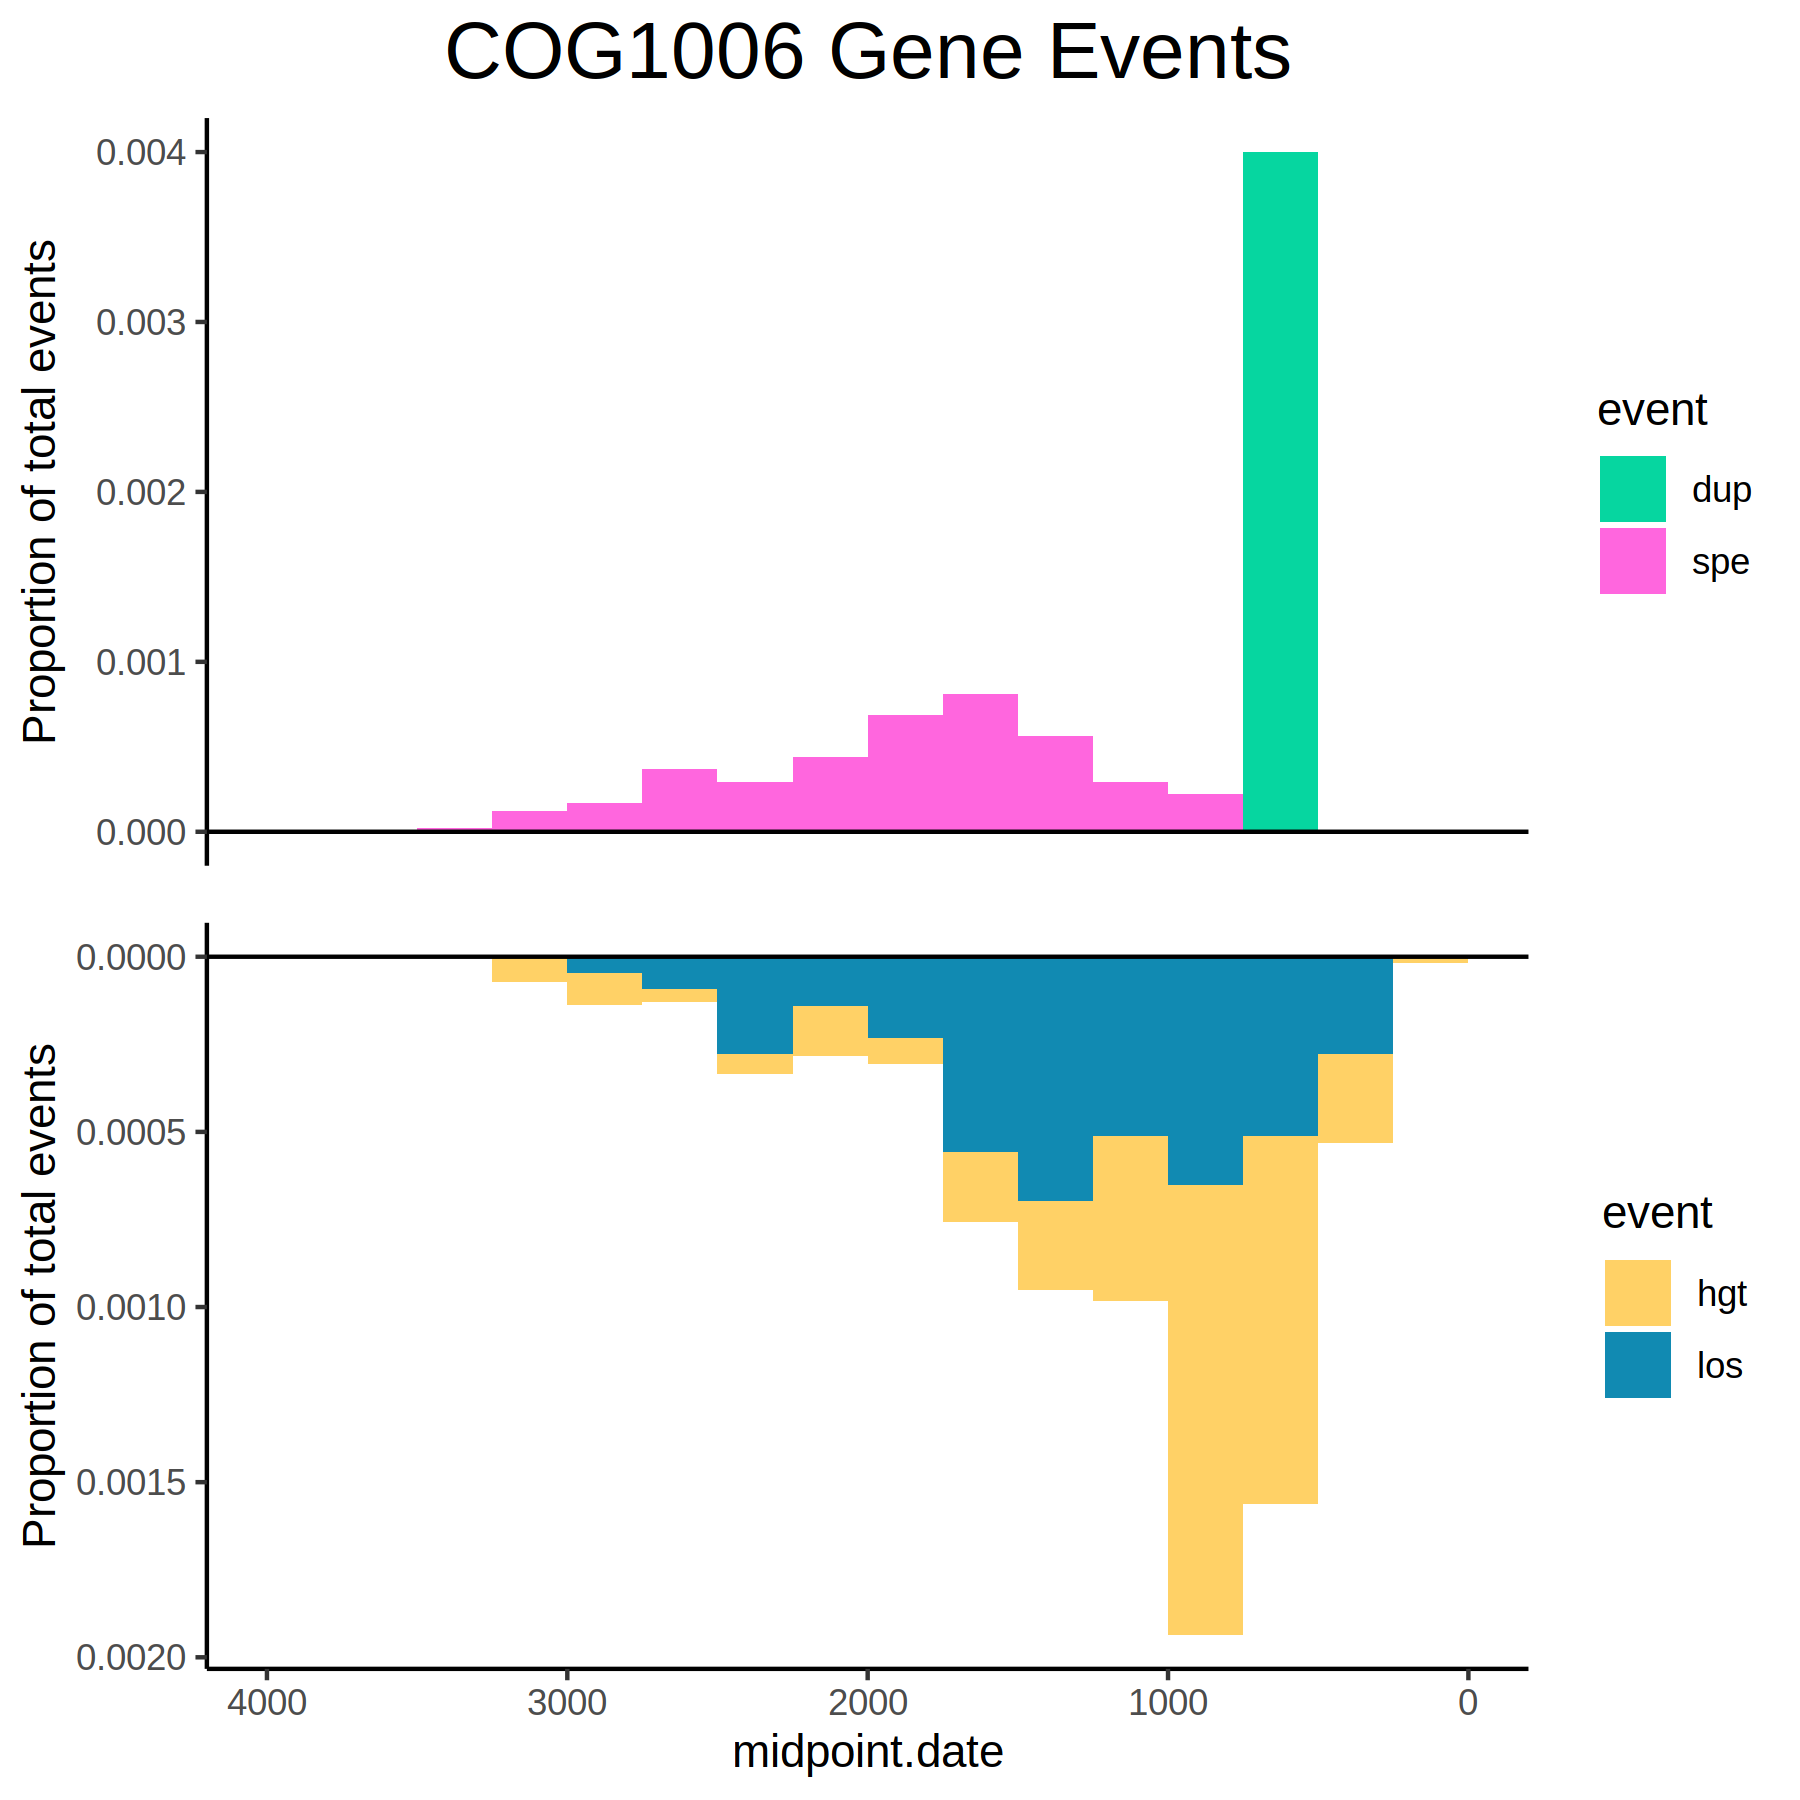 COG1006 Gene Events
Proportion of total events
0.004
0.003
0.002
0.001
0.000
event
dup
spe
Proportion of total events
0.0000
0.0005
0.0010
0.0015
0.0020
event
hgt
los
4000 3000 2000 1000 0
midpoint.date